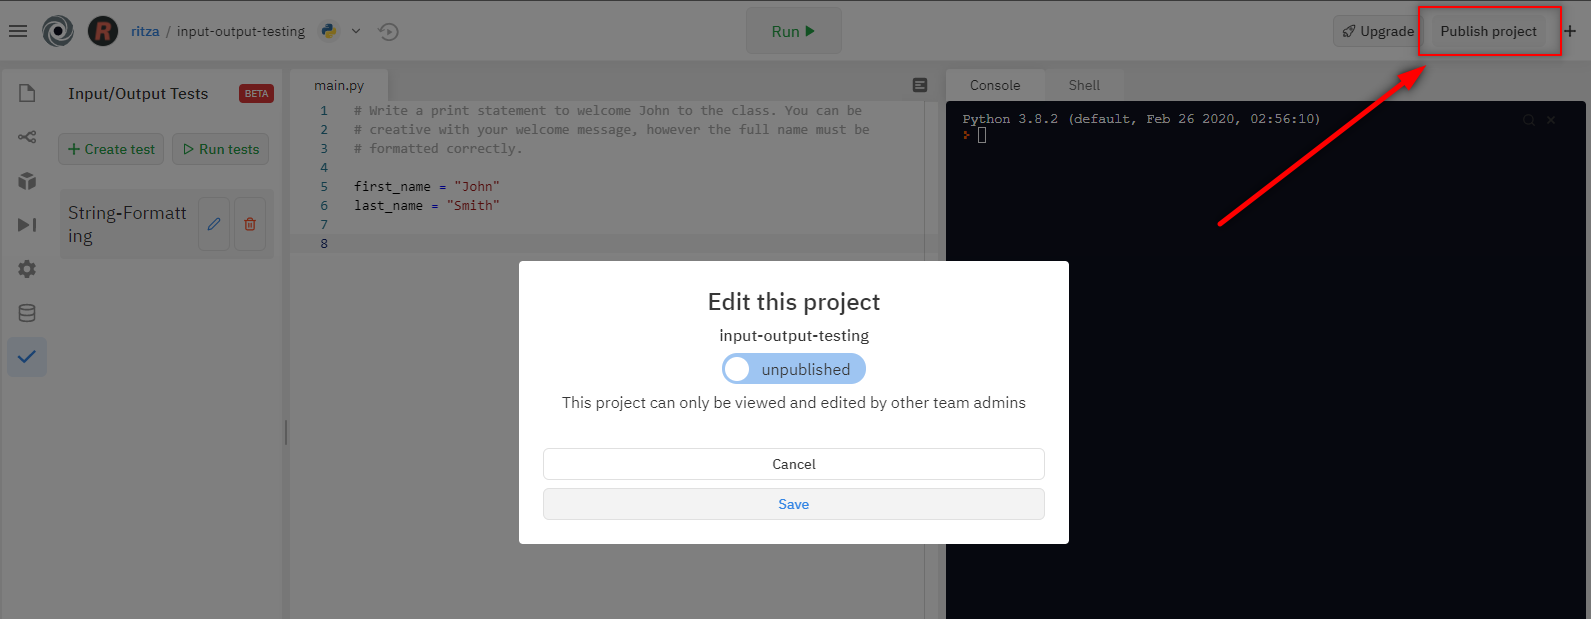 R ritza / input-output-testing
Run
Upgrade
Publish project
+
Input/Output Tests BETA
+ Create test
Run tests
String-Formatt
ing
main.py
1 # Write a print statement to welcome John to the class. You can be
2 # creative with your welcome message, however the full name must be
3 # formatted correctly.
4
5 first_name = "John"
6 last_name = "Smith"
7
8
Console Shell
Python 3.8.2 (default, Feb 26 2020, 02:56:10)
Edit this project
input-output-testing
unpublished
This project can only be viewed and edited by other team admins
Cancel
Save